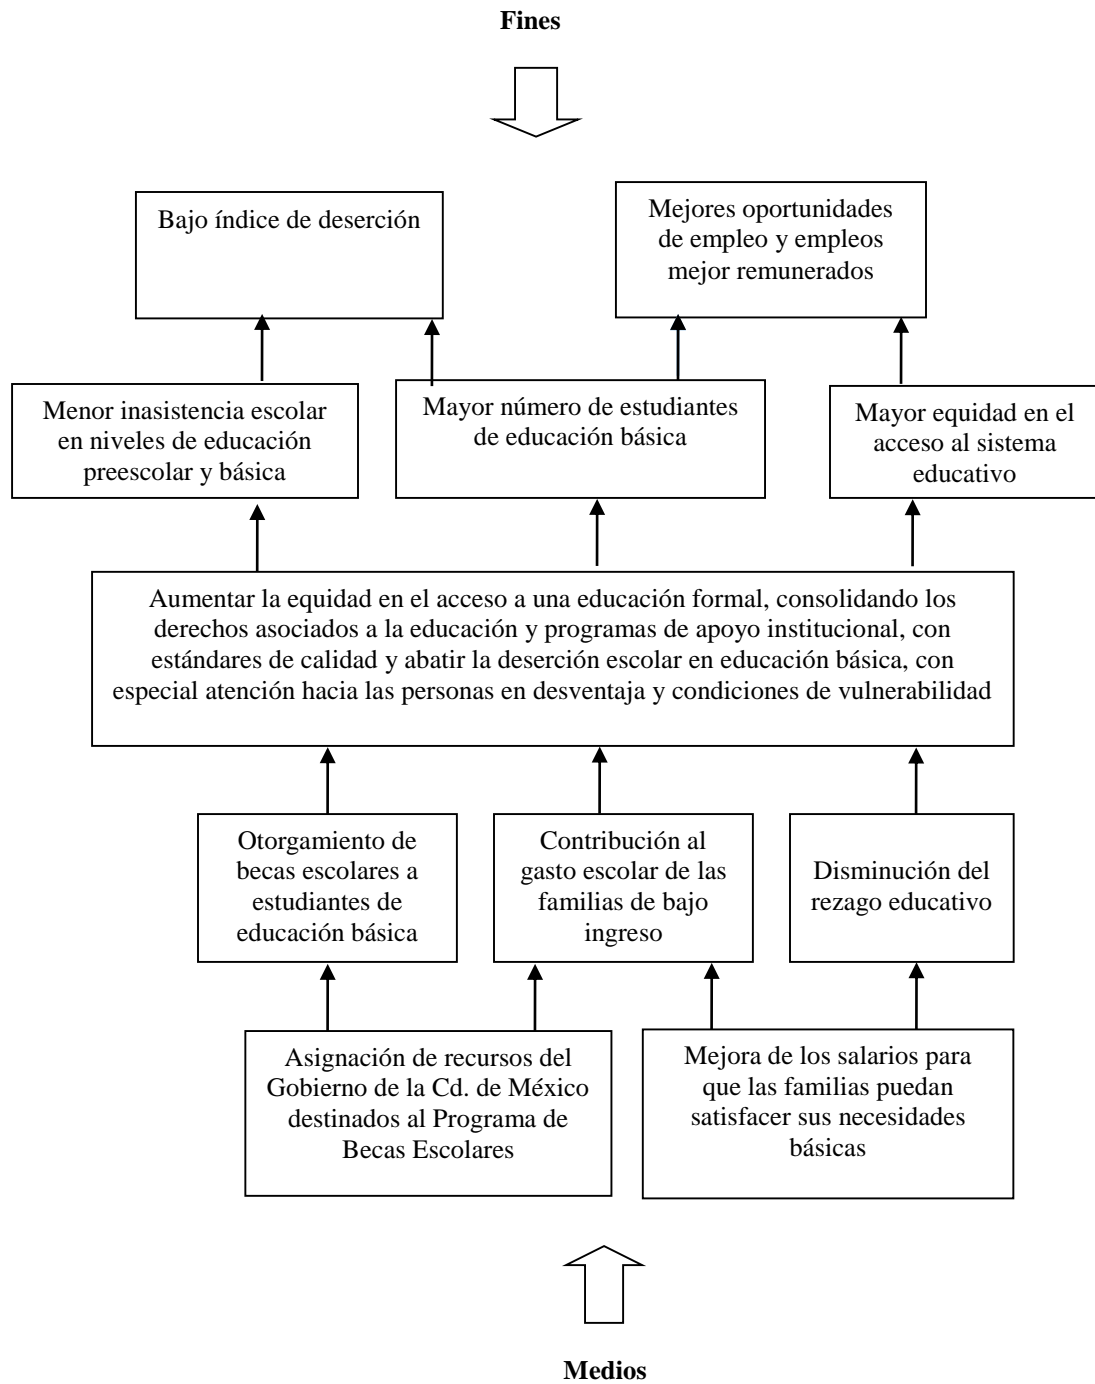 Fines
Bajo índice de deserción
Mejores oportunidades
de empleo y empleos
mejor remunerados
Menor inasistencia escolar
en niveles de educación
preescolar y básica
Mayor número de estudiantes
de educación básica
Mayor equidad en el
acceso al sistema
educativo
Aumentar la equidad en el acceso a una educación formal, consolidando los
derechos asociados a la educación y programas de apoyo institucional, con
estándares de calidad y abatir la deserción escolar en educación básica, con
especial atención hacia las personas en desventaja y condiciones de vulnerabilidad
Otorgamiento de
becas escolares a
estudiantes de
educación básica
Contribución al
gasto escolar de las
familias de bajo
ingreso
Disminución del
rezago educativo
Asignación de recursos del
Gobierno de la Cd. de México
destinados al Programa de
Becas Escolares
Mejora de los salarios para
que las familias puedan
satisfacer sus necesidades
básicas
Medios